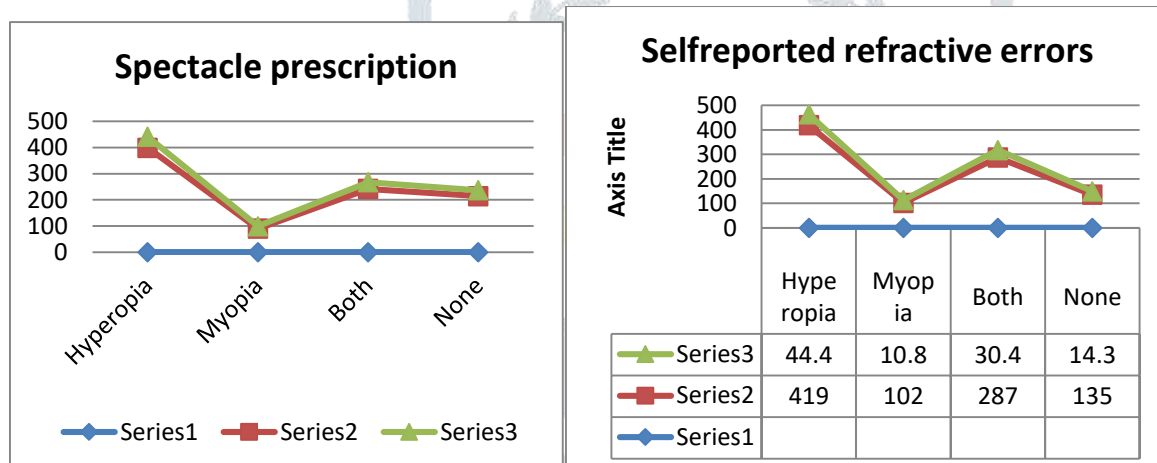 Spectacle prescription
500
400
300
200
100
0
Hyperopia
Myopia
Both
None
Series1
Series2
Series3
Selfreported refractive errors
Axis Title
500
400
300
200
100
0
Hype
ropia
Myop
ia
Both
None
Series3 44.4 10.8 30.4 14.3
Series2 419 102 287 135
Series1